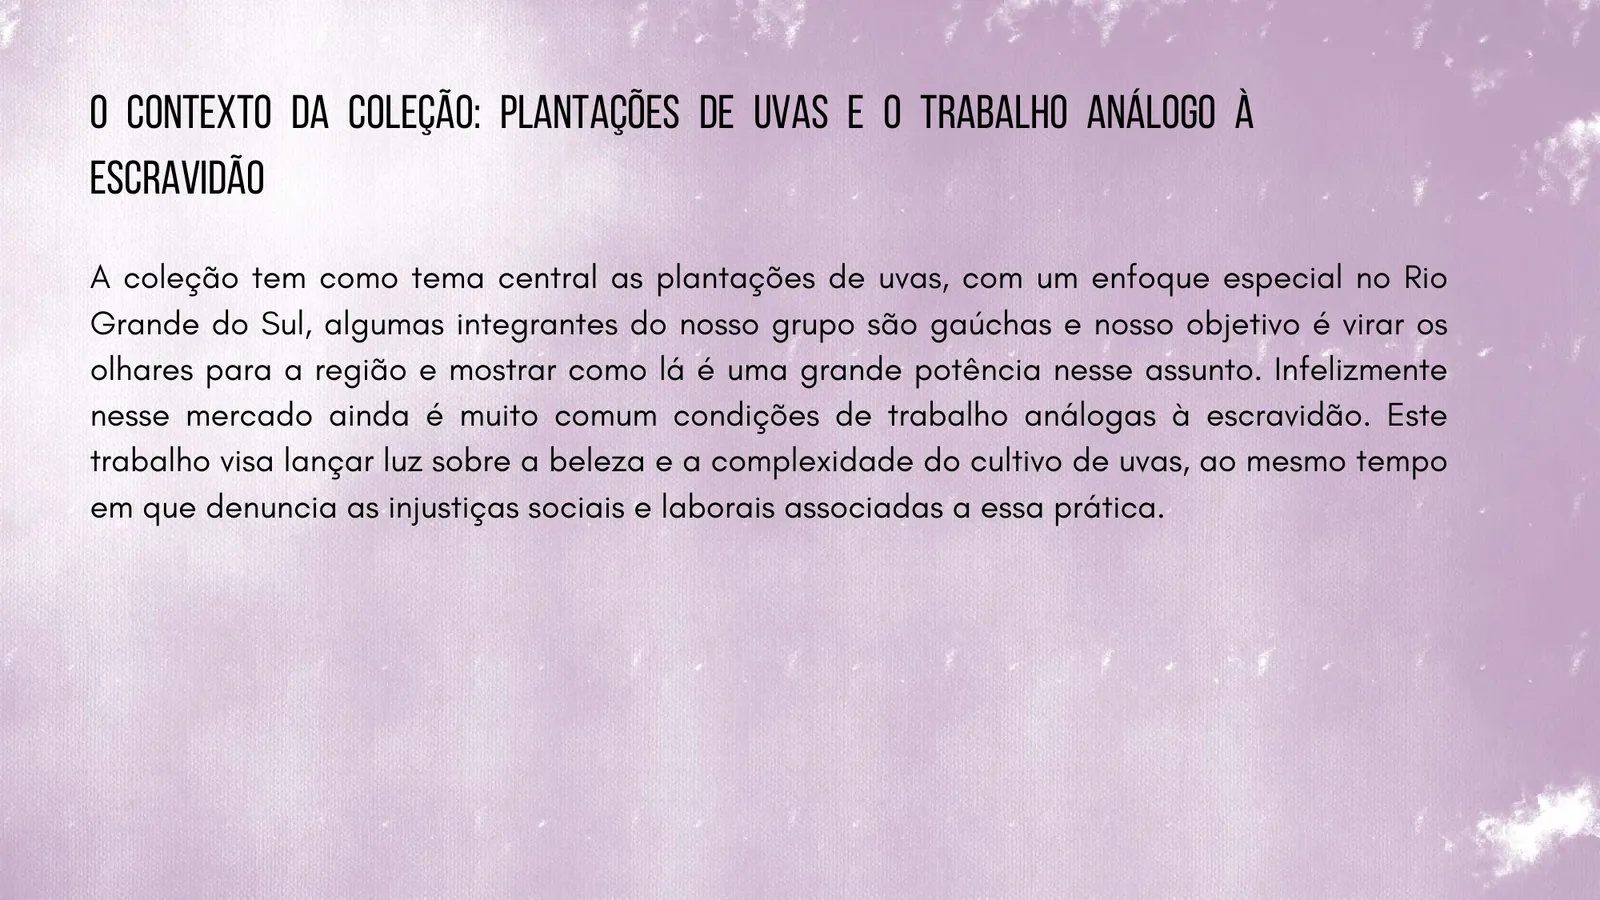 O CONTEXTO DA COLEÇÃO: PLANTAÇÕES DE UVAS E O TRABALHO ANÁLOGO À
ESCRAVIDÃO
A coleção tem como tema central as plantações de uvas, com um enfoque especial no Rio
Grande do Sul, algumas integrantes do nosso grupo são gaúchas e nosso objetivo é virar os
olhares para a região e mostrar como lá é uma grande potência nesse assunto. Infelizmente
nesse mercado ainda é muito comum condições de trabalho análogas à escravidão. Este
trabalho visa lançar luz sobre a beleza e a complexidade do cultivo de uvas, ao mesmo tempo
em que denuncia as injustiças sociais e laborais associadas a essa prática.